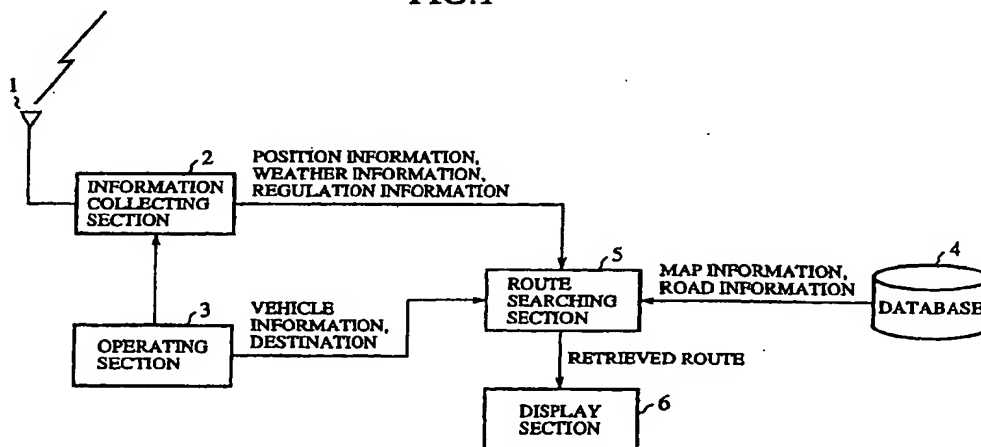 FIG.1
1
2
POSITION INFORMATION,
WEATHER INFORMATION,
REGULATION INFORMATION
INFORMATION
COLLECTING
SECTION
5
4
MAP INFORMATION,
ROAD INFORMATION
ROUTE
SEARCHING
SECTION
DATABASE
3
VEHICLE
INFORMATION,
DESTINATION
OPERATING
SECTION
RETRIEVED ROUTE
6
DISPLAY
SECTION